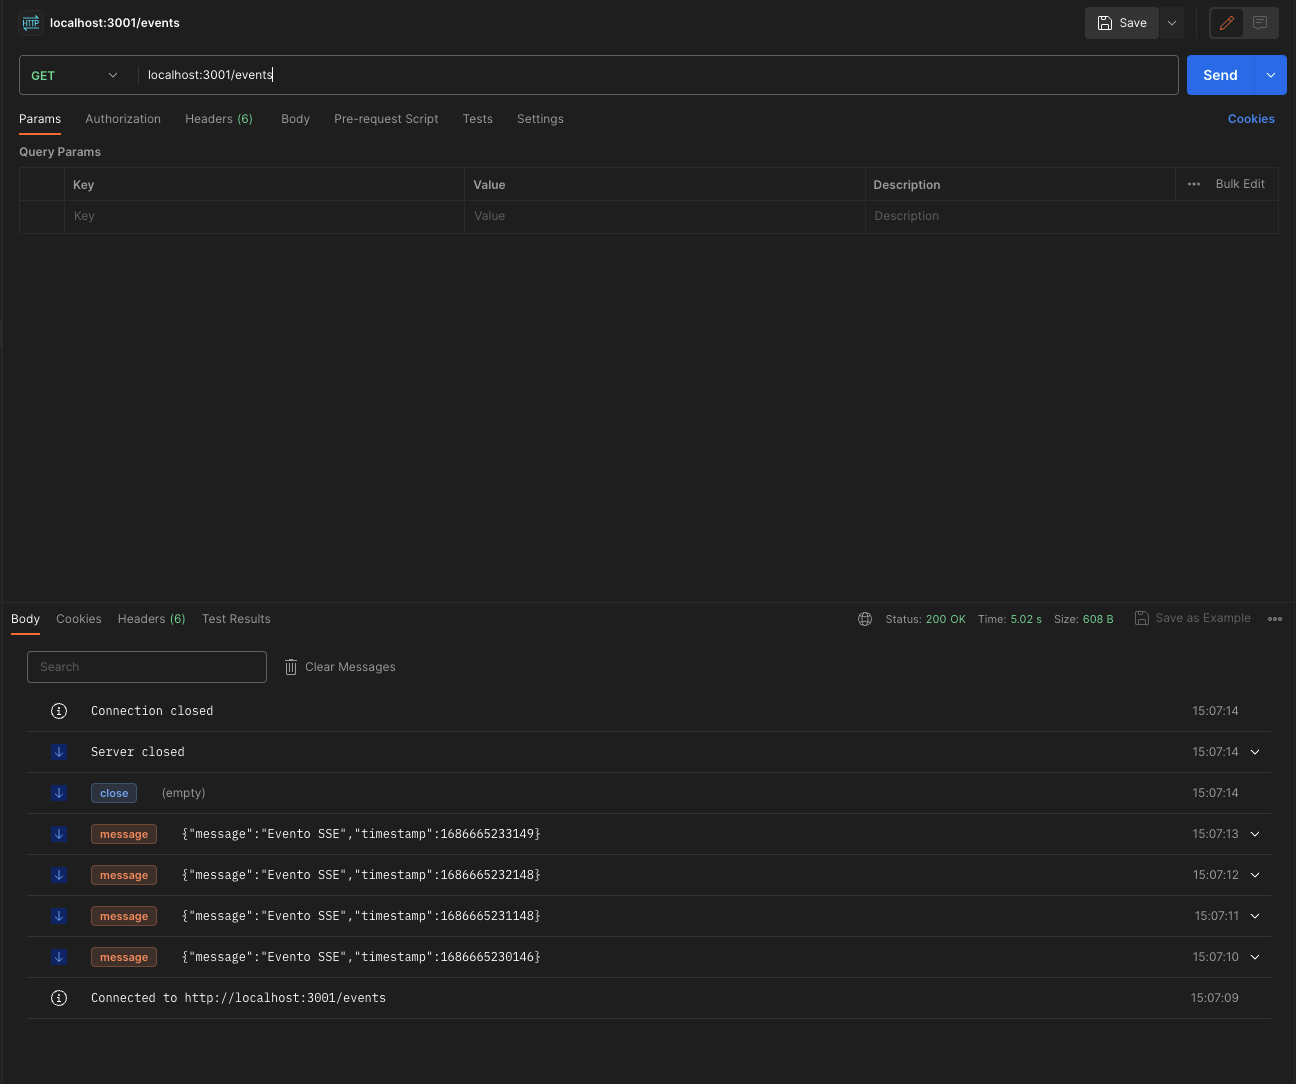 HTTP localhost:3001/events Save
GET localhost:3001/events Send
Params Authorization Headers (6) Body Pre-request Script Tests Settings Cookies
Query Params
Key Value Description ••• Bulk Edit
Key Value Description
Body Cookies Headers (6) Test Results Status: 200 OK Time: 5.02 s Size: 608 B Save as Example
Search Clear Messages
Connection closed 15:07:14
Server closed 15:07:14
close (empty) 15:07:14
message {"message":"Evento SSE","timestamp":1686665233149} 15:07:13
message {"message":"Evento SSE","timestamp":1686665232148} 15:07:12
message {"message":"Evento SSE","timestamp":1686665231148} 15:07:11
message {"message":"Evento SSE","timestamp":1686665230146} 15:07:10
Connected to http://localhost:3001/events 15:07:09